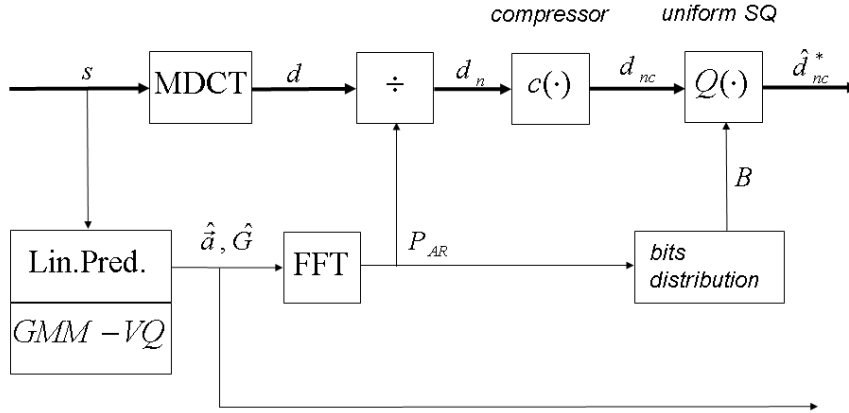 compressor uniform SQ
s MDCT d ÷ d_n c(·) d_nc Q(·) d̂*_nc
B
Lin.Pred. â⃗ , Ĝ FFT P_AR bits
distribution
GMM – VQ